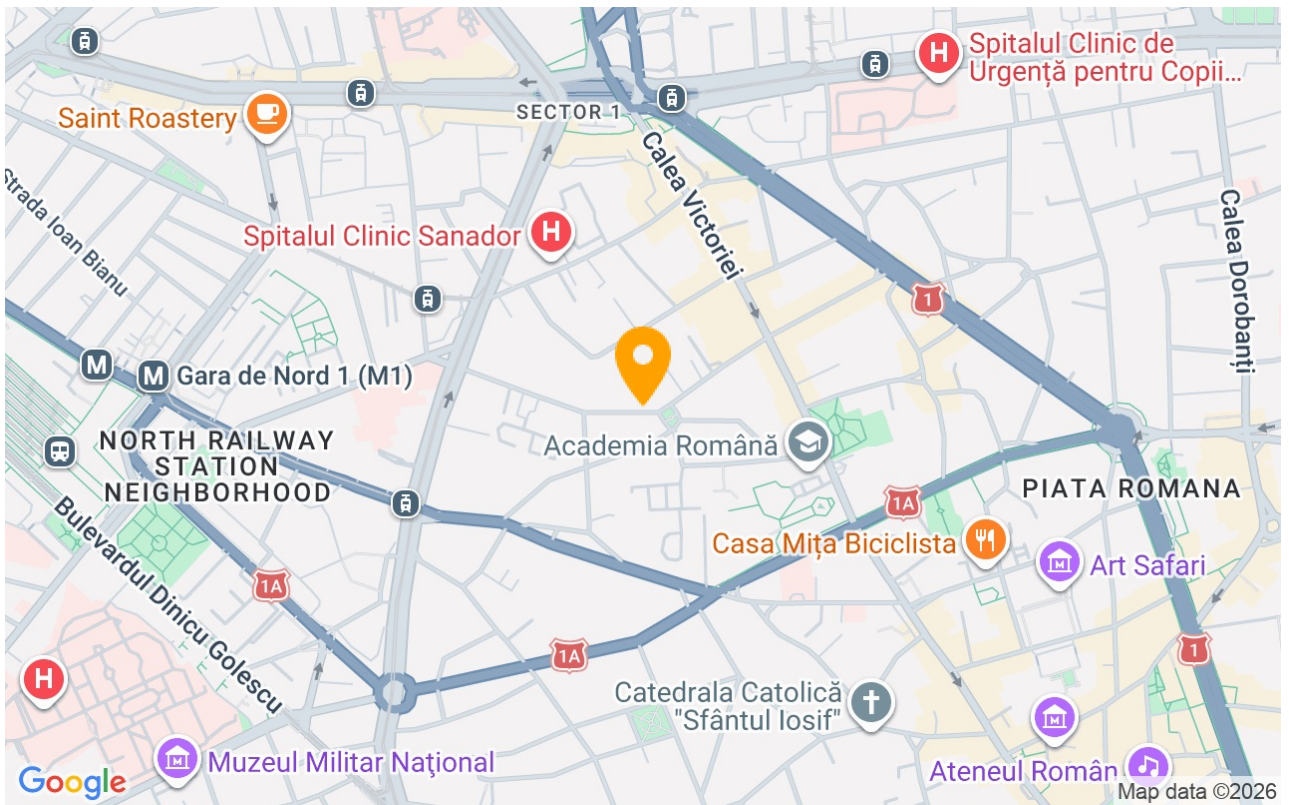 Spitalul Clinic de
Urgență pentru Copii...
SECTOR 1
Saint Roastery
Calea Victoriei
Strada Ioan Bianu
Calea Dorobanți
Spitalul Clinic Sanador
H
H
1
M
M
Gara de Nord 1 (M1)
NORTH RAILWAY
STATION
NEIGHBORHOOD
Academia Română
PIATA ROMANA
1A
Casa Mița Biciclista
Art Safari
Bulevardul Dinicu Golescu
1A
1A
1
H
Catedrala Catolică
"Sfântul Iosif"
Muzeul Militar Național
Ateneul Român
Google
Map data ©2026